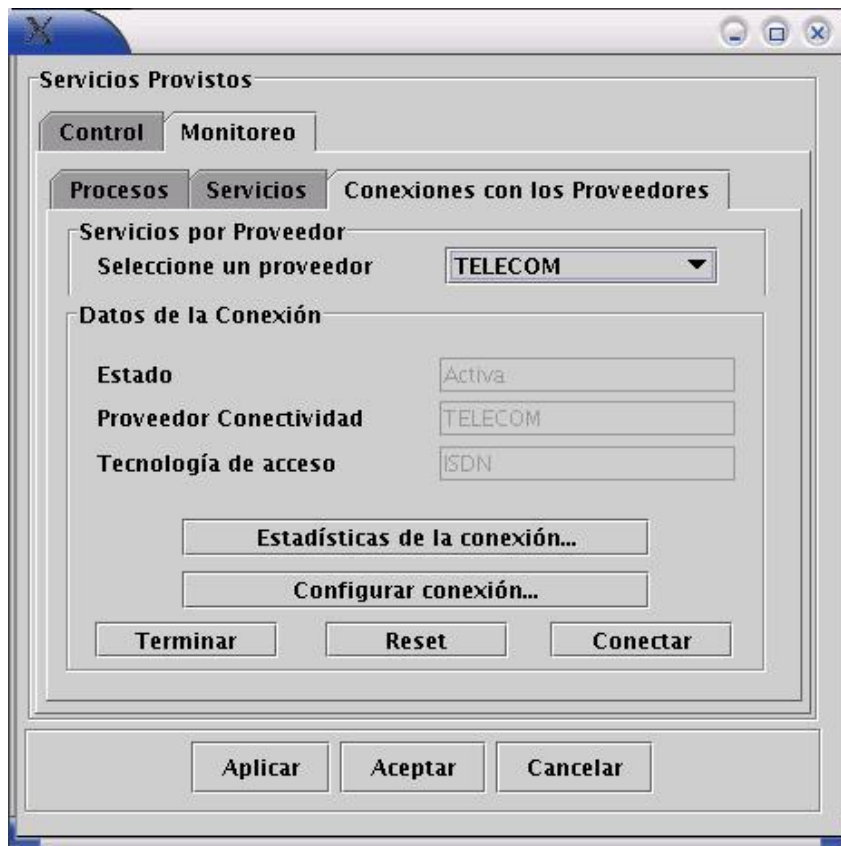 Servicios Provistos
Control Monitoreo
Procesos Servicios Conexiones con los Proveedores
Servicios por Proveedor
Seleccione un proveedor TELECOM
Datos de la Conexión
Estado Activa
Proveedor Conectividad TELECOM
Tecnología de acceso ISDN
Estadísticas de la conexión...
Configurar conexión...
Terminar Reset Conectar
Aplicar Aceptar Cancelar